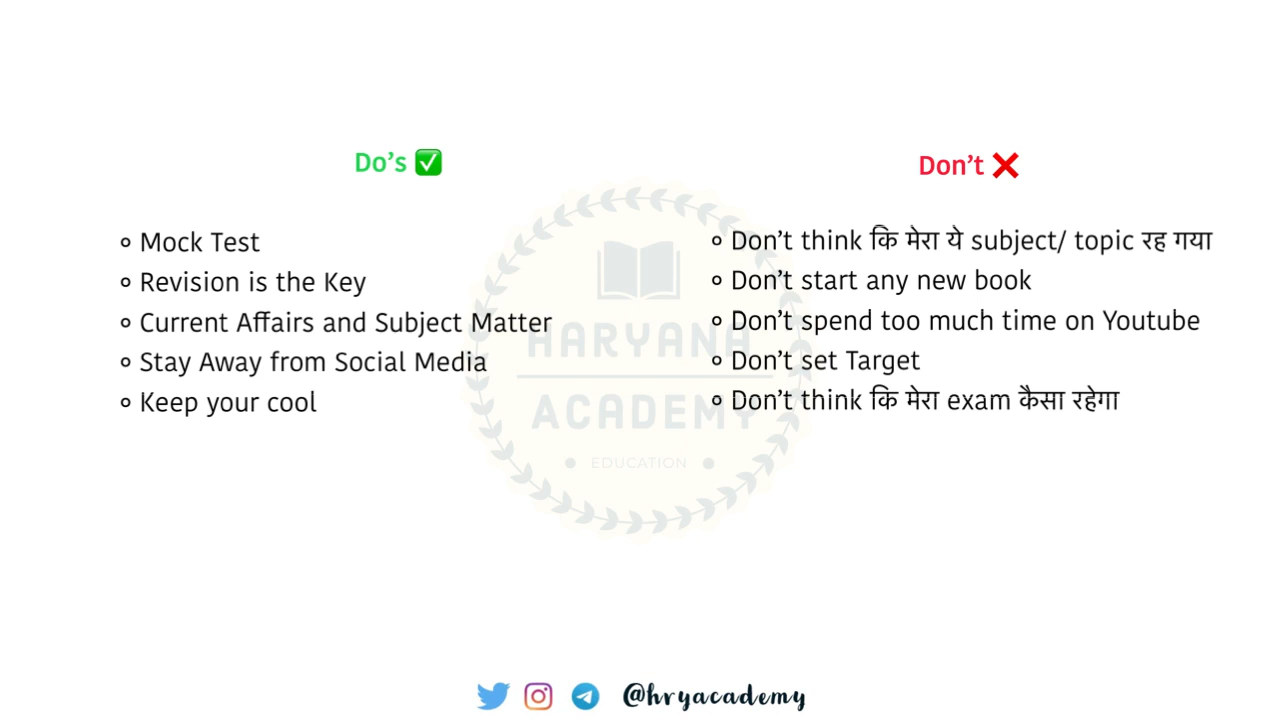 Do's ✅
Mock Test
Revision is the Key
Current Affairs and Subject Matter
Stay Away from Social Media
Keep your cool
Don't ❌
Don't think कि मेरा ये subject/ topic रह गया
Don't start any new book
Don't spend too much time on Youtube
Don't set Target
Don't think कि मेरा exam कैसा रहेगा
HARYANA
ACADEMY
EDUCATION
@hryacademy